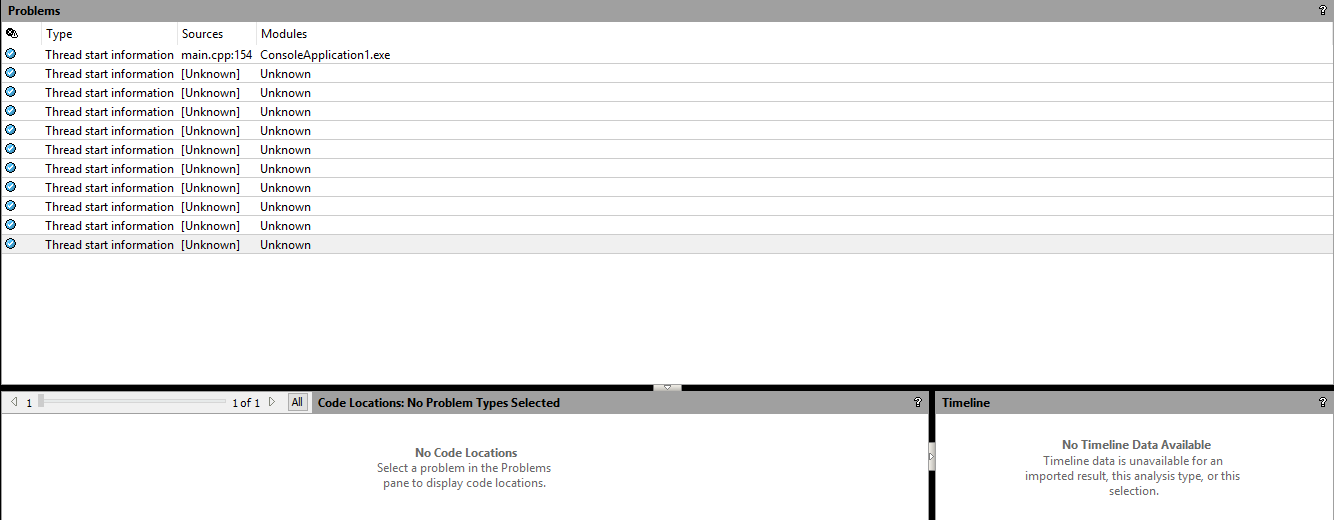 Problems ?
Type Sources Modules
Thread start information main.cpp:154 ConsoleApplication1.exe
Thread start information [Unknown] Unknown
Thread start information [Unknown] Unknown
Thread start information [Unknown] Unknown
Thread start information [Unknown] Unknown
Thread start information [Unknown] Unknown
Thread start information [Unknown] Unknown
Thread start information [Unknown] Unknown
Thread start information [Unknown] Unknown
Thread start information [Unknown] Unknown
Thread start information [Unknown] Unknown
1 1 of 1 All Code Locations: No Problem Types Selected ?
No Code Locations
Select a problem in the Problems
pane to display code locations.
Timeline ?
No Timeline Data Available
Timeline data is unavailable for an
imported result, this analysis type, or this
selection.